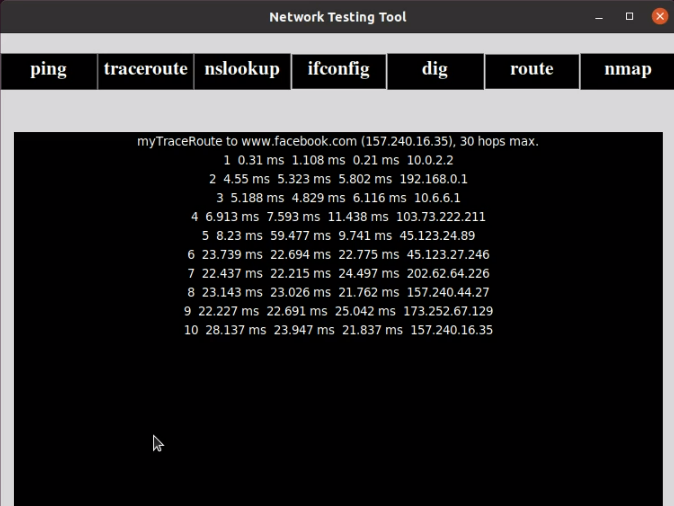 Network Testing Tool
ping traceroute nslookup ifconfig dig route nmap
myTraceRoute to www.facebook.com (157.240.16.35), 30 hops max.
1 0.31 ms 1.108 ms 0.21 ms 10.0.2.2
2 4.55 ms 5.323 ms 5.802 ms 192.168.0.1
3 5.188 ms 4.829 ms 6.116 ms 10.6.6.1
4 6.913 ms 7.593 ms 11.438 ms 103.73.222.211
5 8.23 ms 59.477 ms 9.741 ms 45.123.24.89
6 23.739 ms 22.694 ms 22.775 ms 45.123.27.246
7 22.437 ms 22.215 ms 24.497 ms 202.62.64.226
8 23.143 ms 23.026 ms 21.762 ms 157.240.44.27
9 22.227 ms 22.691 ms 25.042 ms 173.252.67.129
10 28.137 ms 23.947 ms 21.837 ms 157.240.16.35